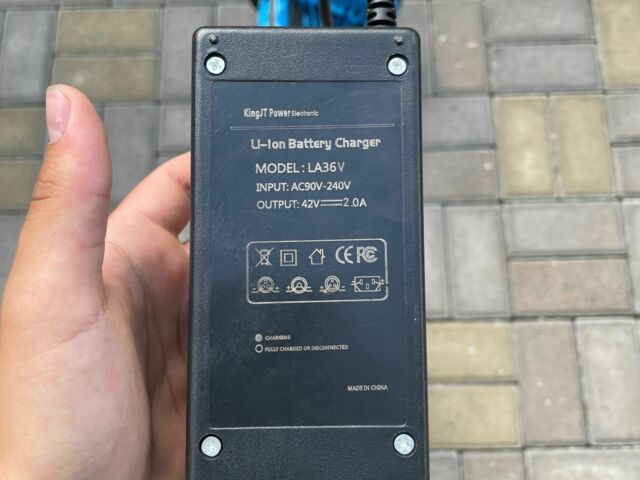 KingJT Power Electronic
Li-Ion Battery Charger
MODEL: LA36V
INPUT: AC90V-240V
OUTPUT: 42V 2.0A
CE FC
CHARGING
FULLY CHARGED OR DISCONNECTED
MADE IN CHINA